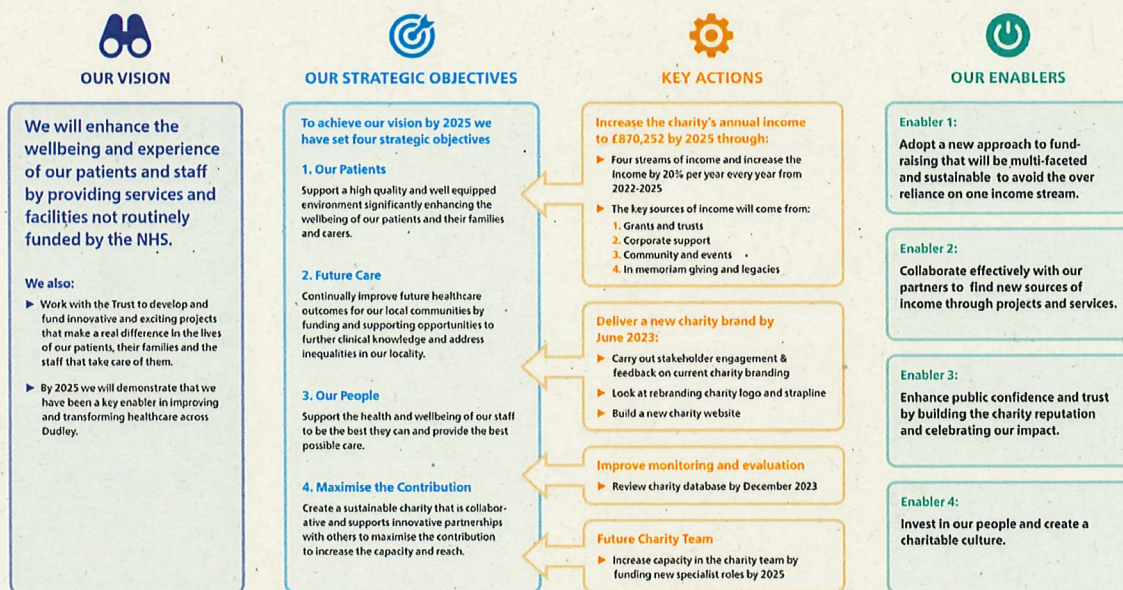 OUR VISION
We will enhance the
wellbeing and experience
of our patients and staff
by providing services and
facilities not routinely
funded by the NHS.
We also:
Work with the Trust to develop and
fund innovative and exciting projects
that make a real difference in the lives
of our patients, their families and the
staff that take care of them.
By 2025 we will demonstrate that we
have been a key enabler in improving
and transforming healthcare across
Dudley.
OUR STRATEGIC OBJECTIVES
To achieve our vision by 2025 we
have set four strategic objectives
1. Our Patients
Support a high quality and well equipped
environment significantly enhancing the
wellbeing of our patients and their families
and carers.
2. Future Care
Continually improve future healthcare
outcomes for our local communities by
funding and supporting opportunities to
further clinical knowledge and address
inequalities in our locality.
3. Our People
Support the health and wellbeing of our staff
to be the best they can and provide the best
possible care.
4. Maximise the Contribution
Create a sustainable charity that is collabor-
ative and supports innovative partnerships
with others to maximise the contribution
to increase the capacity and reach.
KEY ACTIONS
Increase the charity's annual income
to £870,252 by 2025 through:
Four streams of income and increase the
income by 20% per year every year from
2022-2025
The key sources of income will come from:
1. Grants and trusts
2. Corporate support
3. Community and events
4. In memoriam giving and legacies
Deliver a new charity brand by
June 2023:
Carry out stakeholder engagement &
feedback on current charity branding
Look at rebranding charity logo and strapline
Build a new charity website
Improve monitoring and evaluation
Review charity database by December 2023
Future Charity Team
Increase capacity in the charity team by
funding new specialist roles by 2025
OUR ENABLERS
Enabler 1:
Adopt a new approach to fund-
raising that will be multi-faceted
and sustainable to avoid the over
reliance on one income stream.
Enabler 2:
Collaborate effectively with our
partners to find new sources of
income through projects and services.
Enabler 3:
Enhance public confidence and trust
by building the charity reputation
and celebrating our impact.
Enabler 4:
Invest in our people and create a
charitable culture.